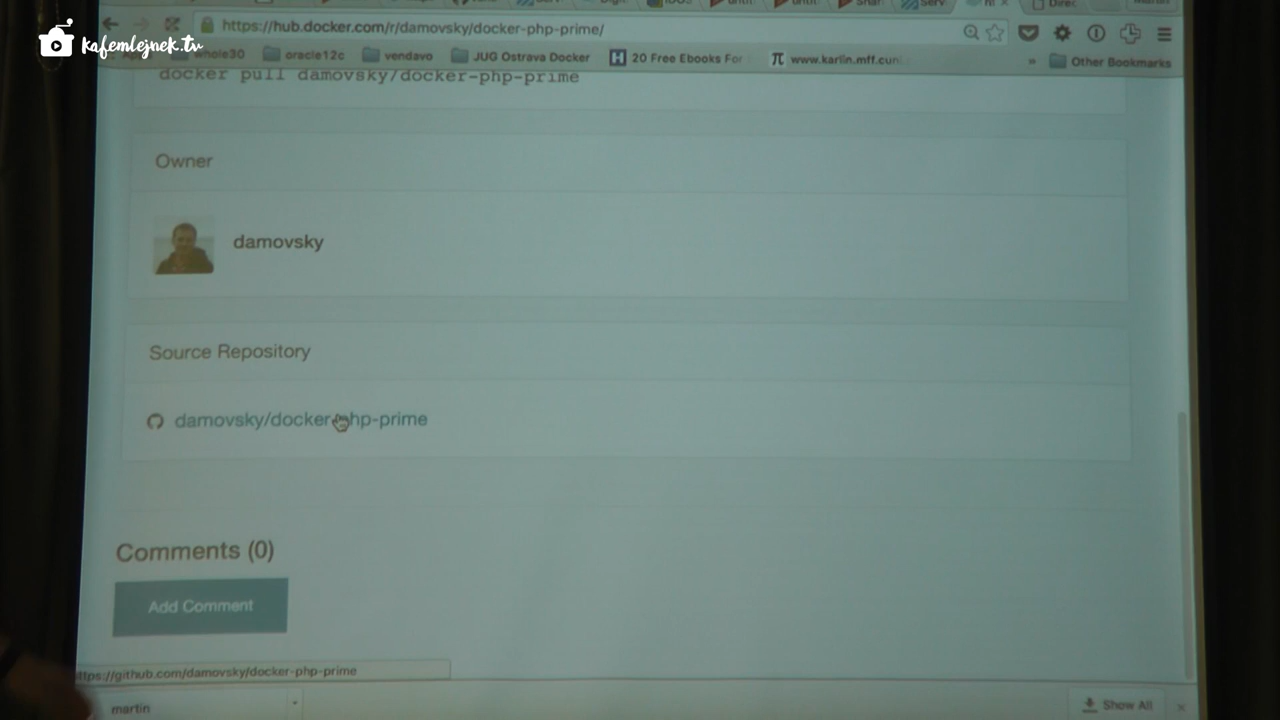 kafemlejnek.tv
https://hub.docker.com/r/damovsky/docker-php-prime/
whole30
oracle12c
vendavo
JUG Ostrava Docker
20 Free Ebooks For
www.karlin.mff.cuni
»
Other Bookmarks
docker pull damovsky/docker-php-prime
Owner
damovsky
Source Repository
damovsky/docker-php-prime
Comments (0)
Add Comment
ttps://github.com/damovsky/docker-php-prime
martin
Show All